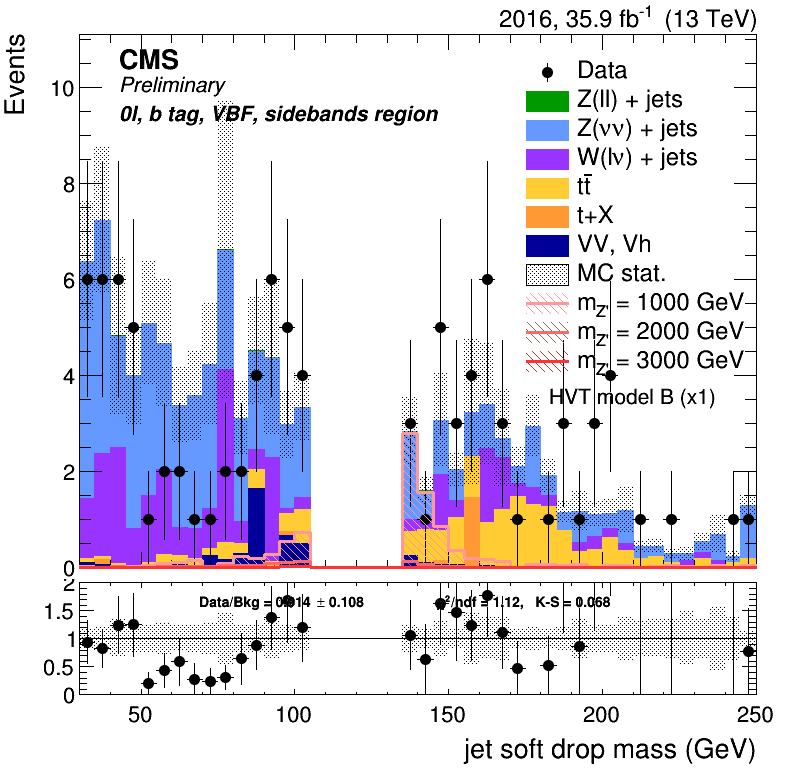 2016, 35.9 fb⁻¹ (13 TeV)
Events
CMS
Preliminary
0l, b tag, VBF, sidebands region
Data
Z(ll) + jets
Z(νν) + jets
W(lν) + jets
tt̄
t+X
VV, Vh
MC stat.
m_Z' = 1000 GeV
m_Z' = 2000 GeV
m_Z' = 3000 GeV
HVT model B (x1)
10
8
6
4
2
0
2
1.5
1
0.5
0
Data/Bkg = 0.914 ± 0.108
χ²/ndf = 1.12, K-S = 0.068
50 100 150 200 250
jet soft drop mass (GeV)